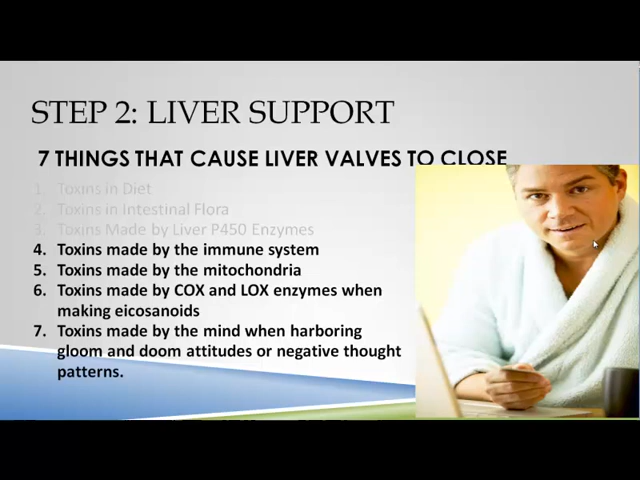 STEP 2: LIVER SUPPORT
7 THINGS THAT CAUSE LIVER VALVES TO CLOSE
1. Toxins in Diet
2. Toxins in Intestinal Flora
3. Toxins Made by Liver P450 Enzymes
4. Toxins made by the immune system
5. Toxins made by the mitochondria
6. Toxins made by COX and LOX enzymes when
making eicosanoids
7. Toxins made by the mind when harboring
gloom and doom attitudes or negative thought
patterns.